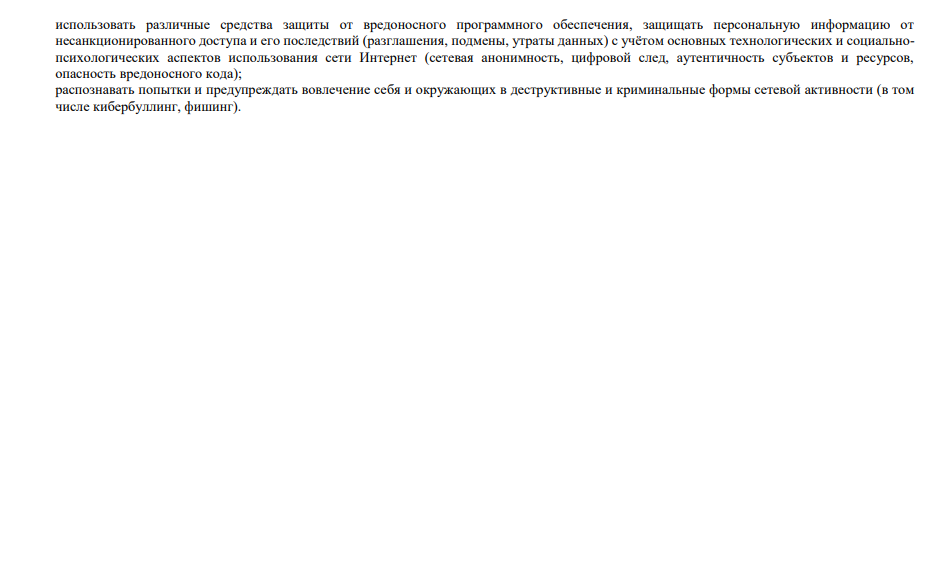 использовать различные средства защиты от вредоносного программного обеспечения, защищать персональную информацию от
несанкционированного доступа и его последствий (разглашения, подмены, утраты данных) с учётом основных технологических и социально-
психологических аспектов использования сети Интернет (сетевая анонимность, цифровой след, аутентичность субъектов и ресурсов,
опасность вредоносного кода);
распознавать попытки и предупреждать вовлечение себя и окружающих в деструктивные и криминальные формы сетевой активности (в том
числе кибербуллинг, фишинг).